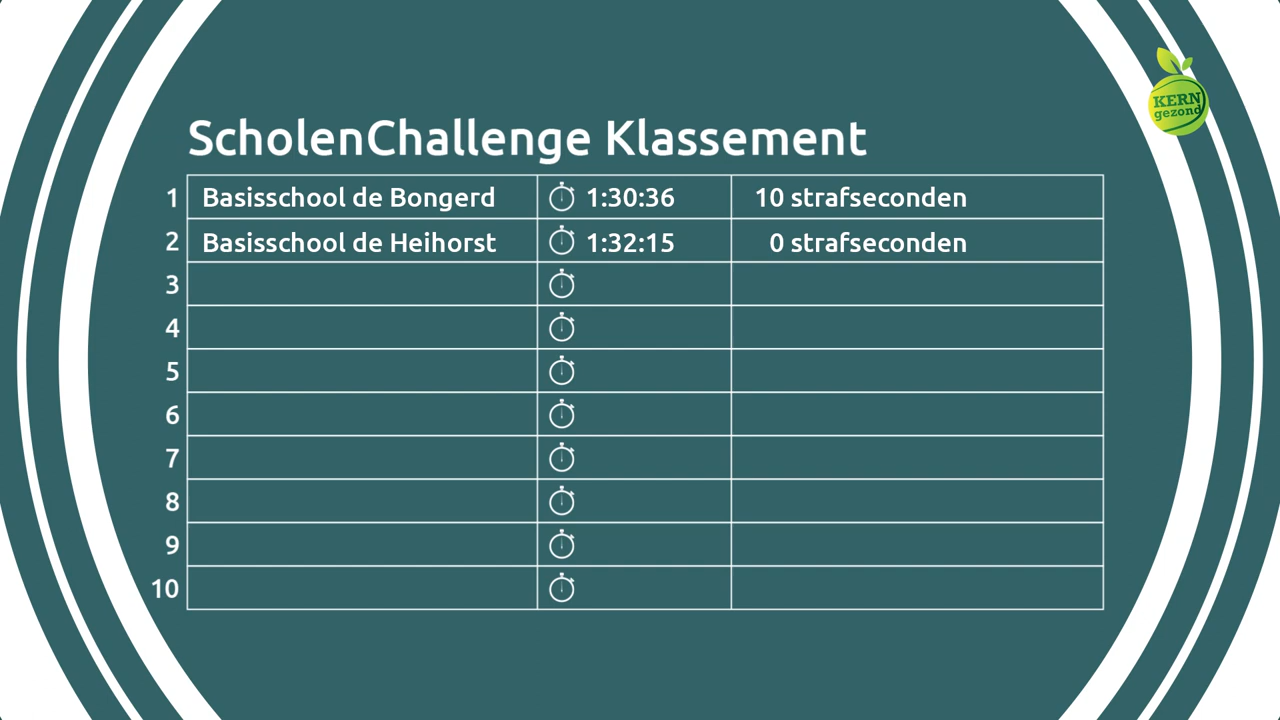 KERN
gezond
ScholenChallenge Klassement
1 Basisschool de Bongerd 1:30:36 10 strafseconden
2 Basisschool de Heihorst 1:32:15 0 strafseconden
3
4
5
6
7
8
9
10